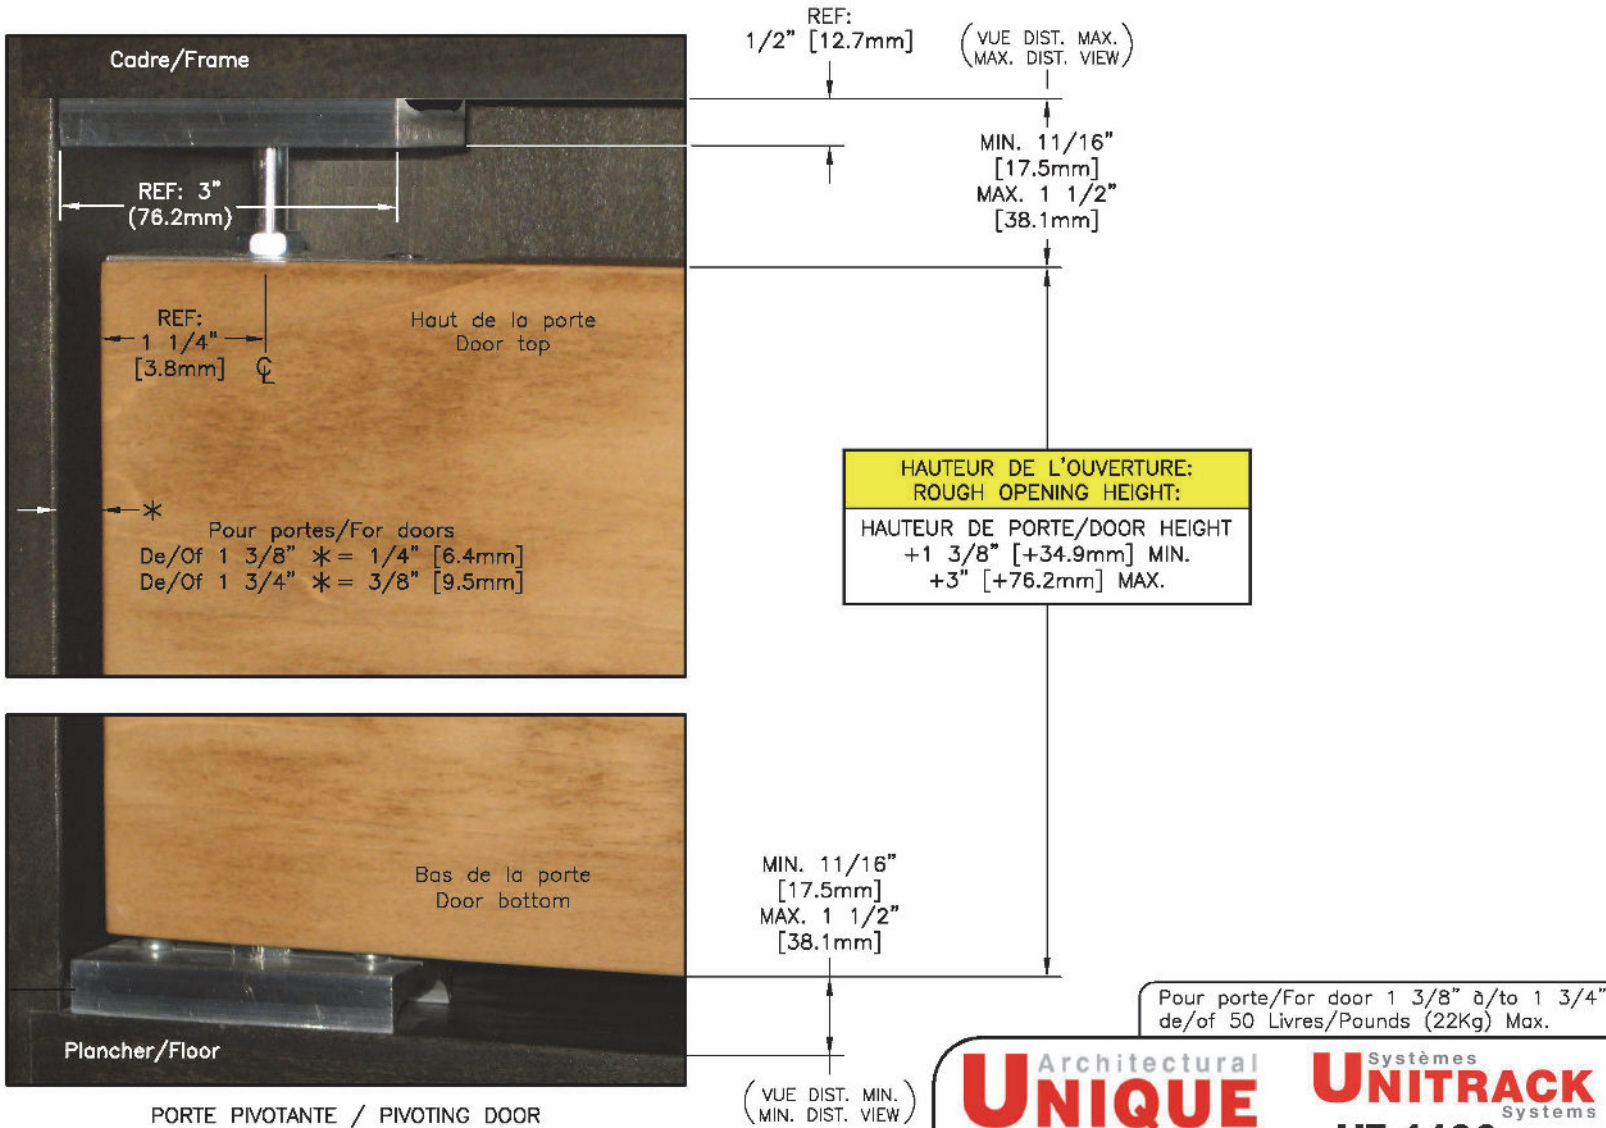 REF:
1/2" [12.7mm]
(VUE DIST. MAX.
MAX. DIST. VIEW)
Cadre/Frame
MIN. 11/16"
[17.5mm]
MAX. 1 1/2"
[38.1mm]
REF: 3"
(76.2mm)
REF:
1 1/4"
[3.8mm] ℄
Haut de la porte
Door top
HAUTEUR DE L'OUVERTURE:
ROUGH OPENING HEIGHT:
HAUTEUR DE PORTE/DOOR HEIGHT
+1 3/8" [+34.9mm] MIN.
+3" [+76.2mm] MAX.
*
Pour portes/For doors
De/Of 1 3/8" * = 1/4" [6.4mm]
De/Of 1 3/4" * = 3/8" [9.5mm]
Bas de la porte
Door bottom
MIN. 11/16"
[17.5mm]
MAX. 1 1/2"
[38.1mm]
Plancher/Floor
(VUE DIST. MIN.
MIN. DIST. VIEW)
PORTE PIVOTANTE / PIVOTING DOOR
Pour porte/For door 1 3/8" à/to 1 3/4"
de/of 50 Livres/Pounds (22Kg) Max.
Architectural
UNIQUE
Systèmes
UNITRACK
Systems